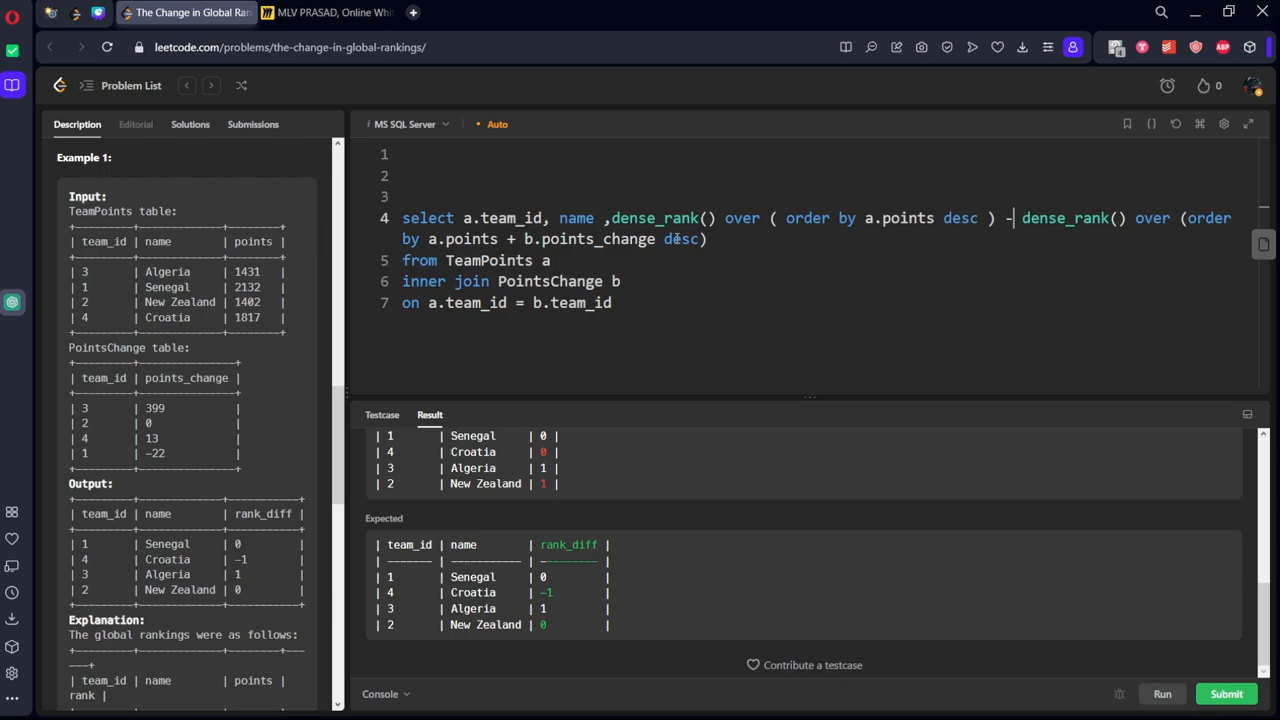 The Change in Global Ran
MLV PRASAD, Online Whi
leetcode.com/problems/the-change-in-global-rankings/
Problem List
0
Description
Editorial
Solutions
Submissions
MS SQL Server
Auto
Example 1:
Input:
TeamPoints table:
+---------+-------------+--------+
| team_id | name | points |
+---------+-------------+--------+
| 3 | Algeria | 1431 |
| 1 | Senegal | 2132 |
| 2 | New Zealand | 1402 |
| 4 | Croatia | 1817 |
+---------+-------------+--------+
PointsChange table:
+---------+---------------+
| team_id | points_change |
+---------+---------------+
| 3 | 399 |
| 2 | 0 |
| 4 | 13 |
| 1 | -22 |
+---------+---------------+
Output:
+---------+-------------+-----------+
| team_id | name | rank_diff |
+---------+-------------+-----------+
| 1 | Senegal | 0 |
| 4 | Croatia | -1 |
| 3 | Algeria | 1 |
| 2 | New Zealand | 0 |
+---------+-------------+-----------+
Explanation:
The global rankings were as follows:
+---------+-------------+--------+---
---+
| team_id | name | points |
rank |
1
2
3
4 select a.team_id, name ,dense_rank() over ( order by a.points desc ) - dense_rank() over (order
by a.points + b.points_change desc)
5 from TeamPoints a
6 inner join PointsChange b
7 on a.team_id = b.team_id
Testcase
Result
| 1 | Senegal | 0 |
| 4 | Croatia | 0 |
| 3 | Algeria | 1 |
| 2 | New Zealand | 1 |
Expected
| team_id | name | rank_diff |
| ------- | ----------- | --------- |
| 1 | Senegal | 0 |
| 4 | Croatia | -1 |
| 3 | Algeria | 1 |
| 2 | New Zealand | 0 |
Contribute a testcase
Console
Run
Submit